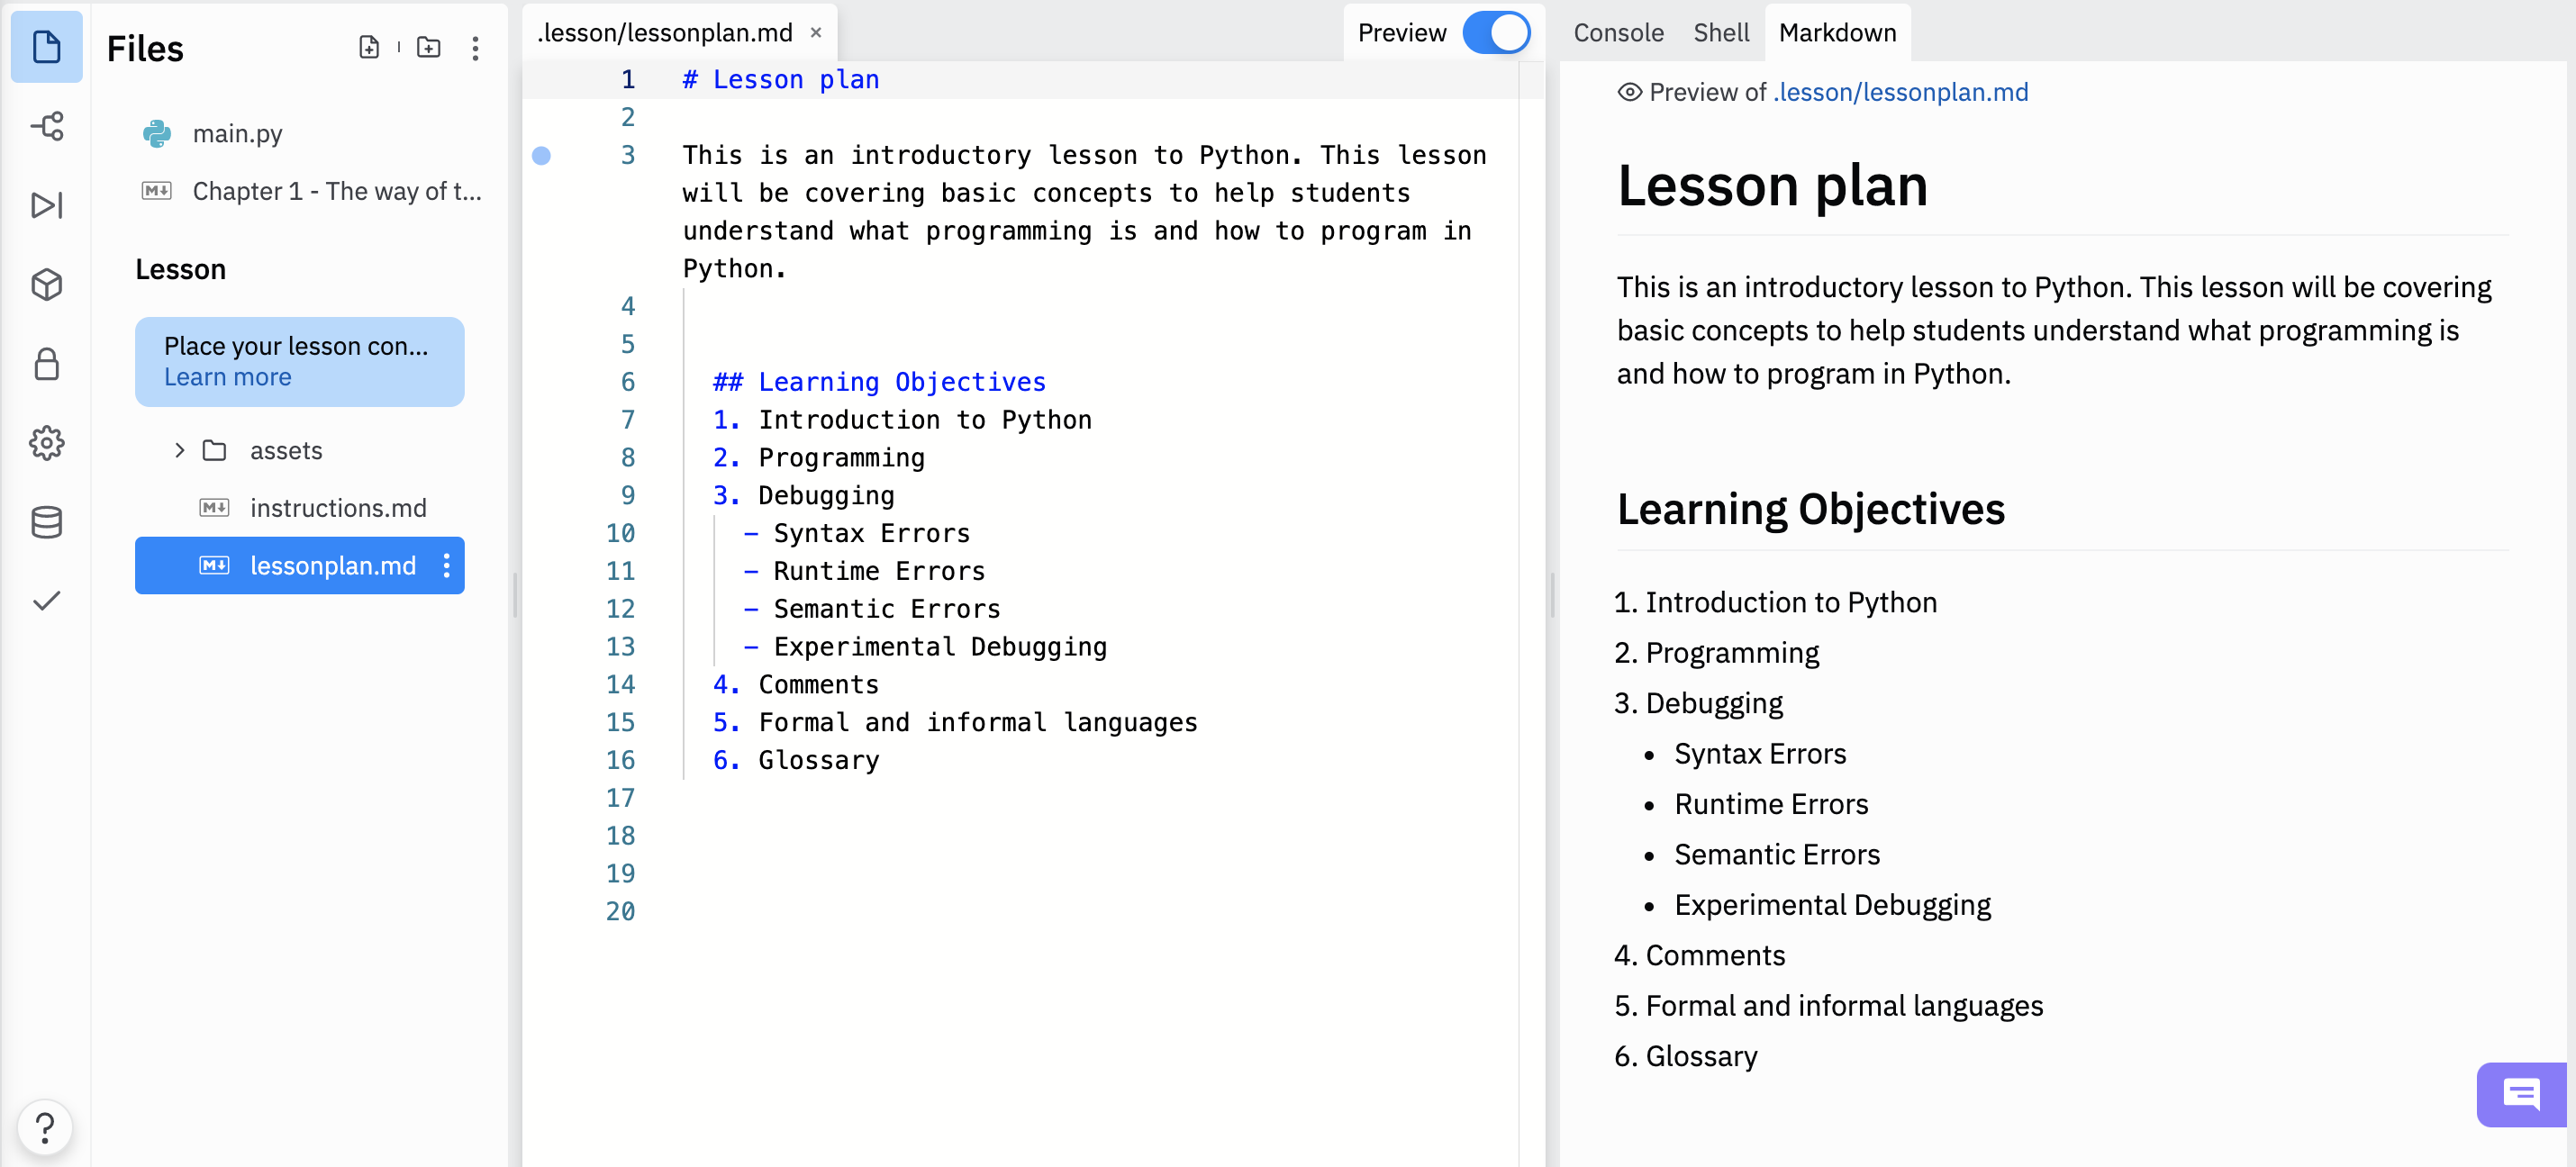 Files
main.py
Chapter 1 - The way of t...
Lesson
Place your lesson con...
Learn more
assets
instructions.md
lessonplan.md
?
.lesson/lessonplan.md ×
Preview
1 # Lesson plan
2
3 This is an introductory lesson to Python. This lesson
will be covering basic concepts to help students
understand what programming is and how to program in
Python.
4
5
6 ## Learning Objectives
7 1. Introduction to Python
8 2. Programming
9 3. Debugging
10 - Syntax Errors
11 - Runtime Errors
12 - Semantic Errors
13 - Experimental Debugging
14 4. Comments
15 5. Formal and informal languages
16 6. Glossary
17
18
19
20
Console Shell Markdown
Preview of .lesson/lessonplan.md
Lesson plan
This is an introductory lesson to Python. This lesson will be covering
basic concepts to help students understand what programming is
and how to program in Python.
Learning Objectives
1. Introduction to Python
2. Programming
3. Debugging
• Syntax Errors
• Runtime Errors
• Semantic Errors
• Experimental Debugging
4. Comments
5. Formal and informal languages
6. Glossary